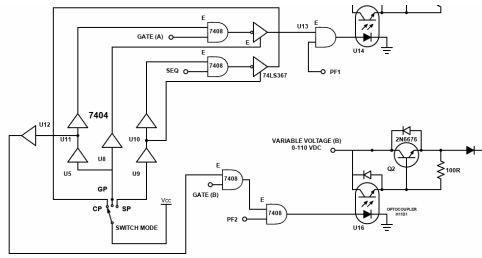 E
7408
GATE (A)
E
U13
E
U14
PF1
E
7408
SEQ
74LS367
U12
7404
U11
U8
U10
U5
U9
GP
CP
SP
Vcc
SWITCH MODE
VARIABLE VOLTAGE (B)
0-110 VDC
2N6676
Q2
100R
E
7408
GATE (B)
E
7408
PF2
U16
OPTOCOUPLER
H11D1